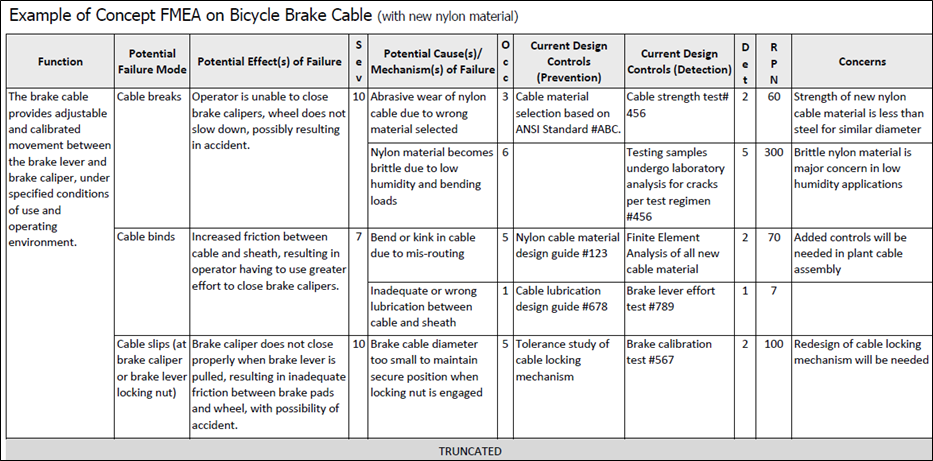 Example of Concept FMEA on Bicycle Brake Cable (with new nylon material)
Function
Potential
Failure Mode
Potential Effect(s) of Failure
S
e
v
Potential Cause(s)/
Mechanism(s) of Failure
O
c
c
Current Design
Controls
(Prevention)
Current Design
Controls (Detection)
D
e
t
R
P
N
Concerns
The brake cable
provides adjustable
and calibrated
movement between
the brake lever and
brake caliper, under
specified conditions
of use and
operating
environment.
Cable breaks
Operator is unable to close
brake calipers, wheel does not
slow down, possibly resulting
in accident.
10
Abrasive wear of nylon
cable due to wrong
material selected
3
Cable material
selection based on
ANSI Standard #ABC.
Cable strength test#
456
2
60
Strength of new nylon
cable material is less than
steel for similar diameter
Nylon material becomes
brittle due to low
humidity and bending
loads
6
Testing samples
undergo laboratory
analysis for cracks
per test regimen
#456
5
300
Brittle nylon material is
major concern in low
humidity applications
Cable binds
Increased friction between
cable and sheath, resulting in
operator having to use greater
effort to close brake calipers.
7
Bend or kink in cable
due to mis-routing
5
Nylon cable material
design guide #123
Finite Element
Analysis of all new
cable material
2
70
Added controls will be
needed in plant cable
assembly
Inadequate or wrong
lubrication between
cable and sheath
1
Cable lubrication
design guide #678
Brake lever effort
test #789
1
7
Cable slips (at
brake caliper
or brake lever
locking nut)
Brake caliper does not close
properly when brake lever is
pulled, resulting in inadequate
friction between brake pads
and wheel, with possibility of
accident.
10
Brake cable diameter
too small to maintain
secure position when
locking nut is engaged
5
Tolerance study of
cable locking
mechanism
Brake calibration
test #567
2
100
Redesign of cable locking
mechanism will be needed
TRUNCATED